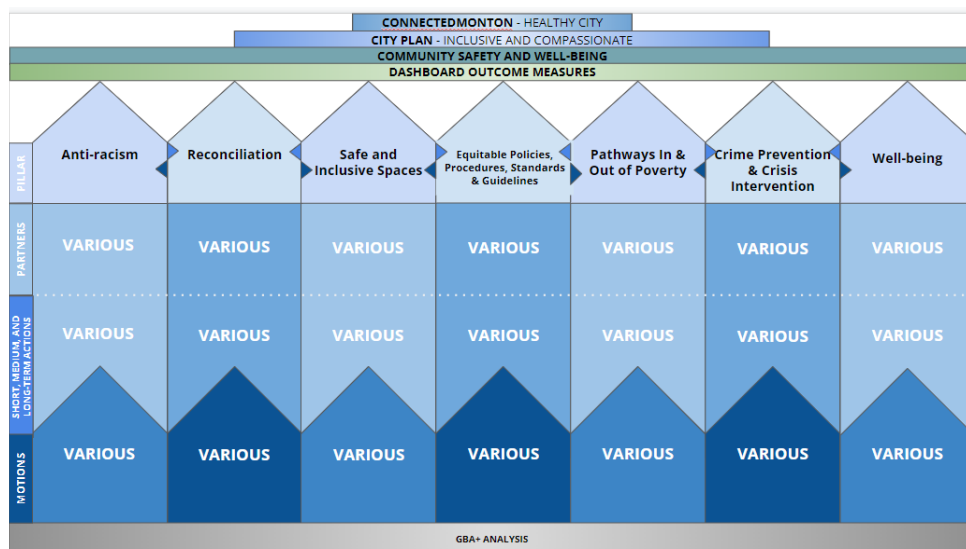 CONNECTEDMONTON - HEALTHY CITY
CITY PLAN - INCLUSIVE AND COMPASSIONATE
COMMUNITY SAFETY AND WELL-BEING
DASHBOARD OUTCOME MEASURES
PILLAR
Anti-racism
Reconciliation
Safe and
Inclusive Spaces
Equitable Policies,
Procedures, Standards
& Guidelines
Pathways In &
Out of Poverty
Crime Prevention
& Crisis
Intervention
Well-being
PARTNERS
VARIOUS
VARIOUS
VARIOUS
VARIOUS
VARIOUS
VARIOUS
VARIOUS
SHORT, MEDIUM, AND
LONG-TERM ACTIONS
VARIOUS
VARIOUS
VARIOUS
VARIOUS
VARIOUS
VARIOUS
VARIOUS
MOTIONS
VARIOUS
VARIOUS
VARIOUS
VARIOUS
VARIOUS
VARIOUS
VARIOUS
GBA+ ANALYSIS